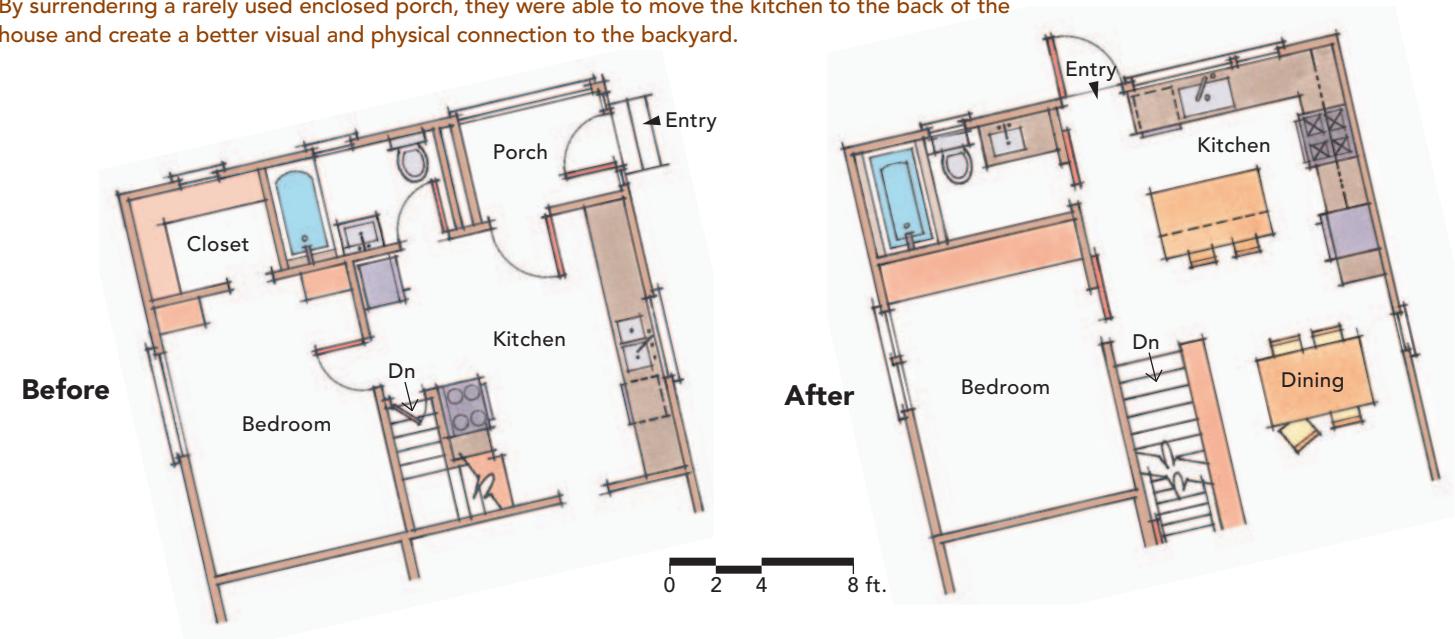 By surrendering a rarely used enclosed porch, they were able to move the kitchen to the back of the
house and create a better visual and physical connection to the backyard.
Before
Closet
Porch
Entry
Kitchen
Dn
Bedroom
After
Entry
Kitchen
Dn
Bedroom
Dining
0 2 4 8 ft.